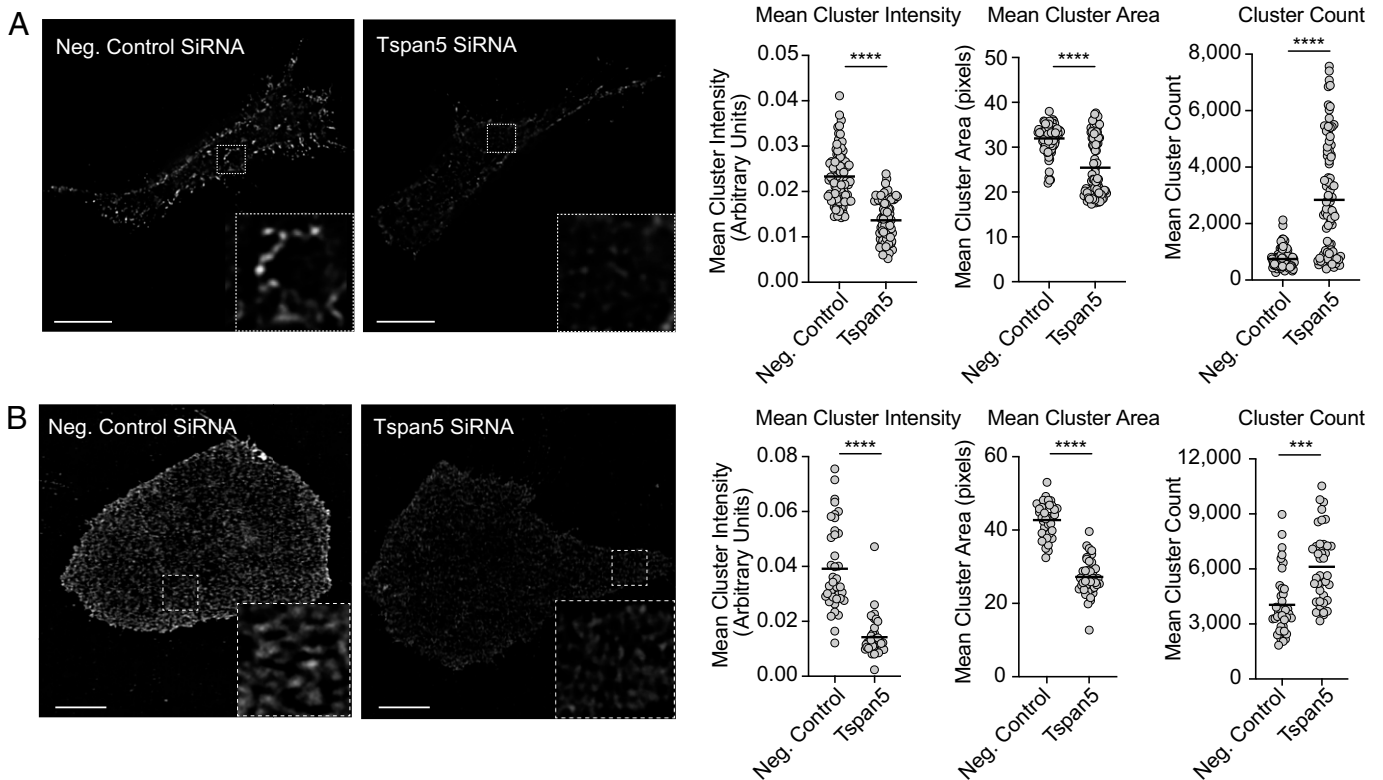 A
Neg. Control SiRNA
Tspan5 SiRNA
Mean Cluster Intensity
Mean Cluster Intensity
(Arbitrary Units)
0.05
0.04
0.03
0.02
0.01
0.00
****
Neg. Control
Tspan5
Mean Cluster Area
Mean Cluster Area (pixels)
50
40
30
20
10
0
****
Neg. Control
Tspan5
Cluster Count
Mean Cluster Count
8,000
6,000
4,000
2,000
0
****
Neg. Control
Tspan5
B
Neg. Control SiRNA
Tspan5 SiRNA
Mean Cluster Intensity
Mean Cluster Intensity
(Arbitrary Units)
0.08
0.06
0.04
0.02
0.00
****
Neg. Control
Tspan5
Mean Cluster Area
Mean Cluster Area (pixels)
60
40
20
0
****
Neg. Control
Tspan5
Cluster Count
Mean Cluster Count
12,000
9,000
6,000
3,000
0
***
Neg. Control
Tspan5